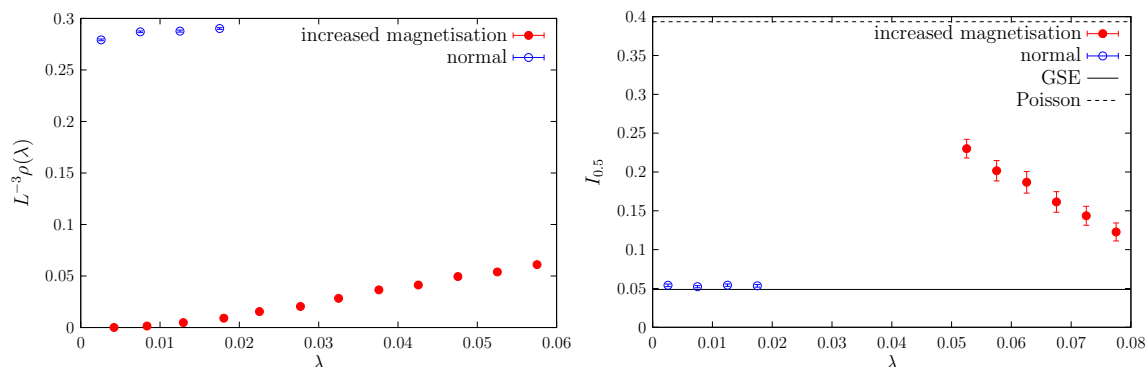 0.3
0.25
0.2
0.15
0.1
0.05
0
0 0.01 0.02 0.03 0.04 0.05 0.06
L⁻³ρ(λ)
λ
increased magnetisation
normal
0.4
0.35
0.3
0.25
0.2
0.15
0.1
0.05
0
0 0.01 0.02 0.03 0.04 0.05 0.06 0.07 0.08
I₀.₅
λ
increased magnetisation
normal
GSE
Poisson